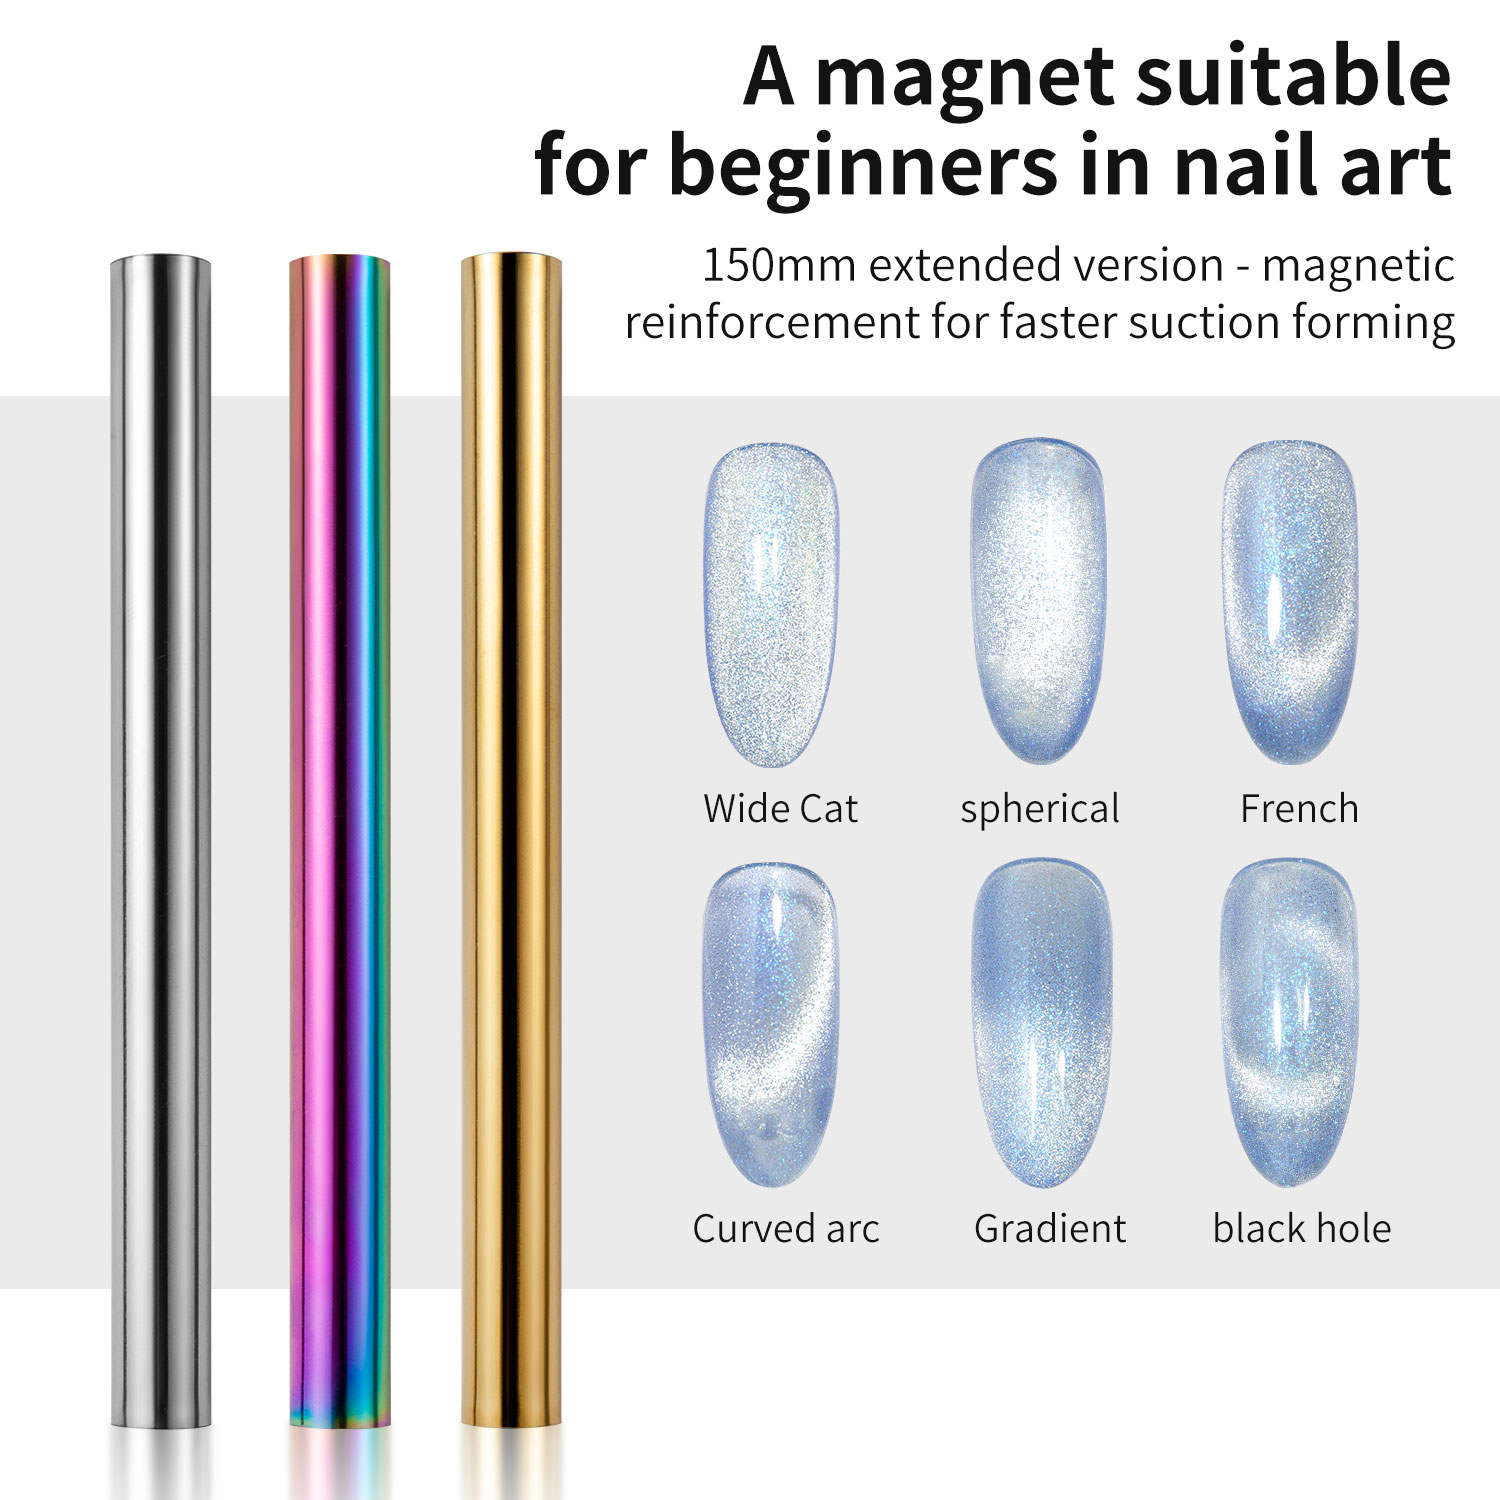 A magnet suitable
for beginners in nail art
150mm extended version - magnetic
reinforcement for faster suction forming
Wide Cat
spherical
French
Curved arc
Gradient
black hole